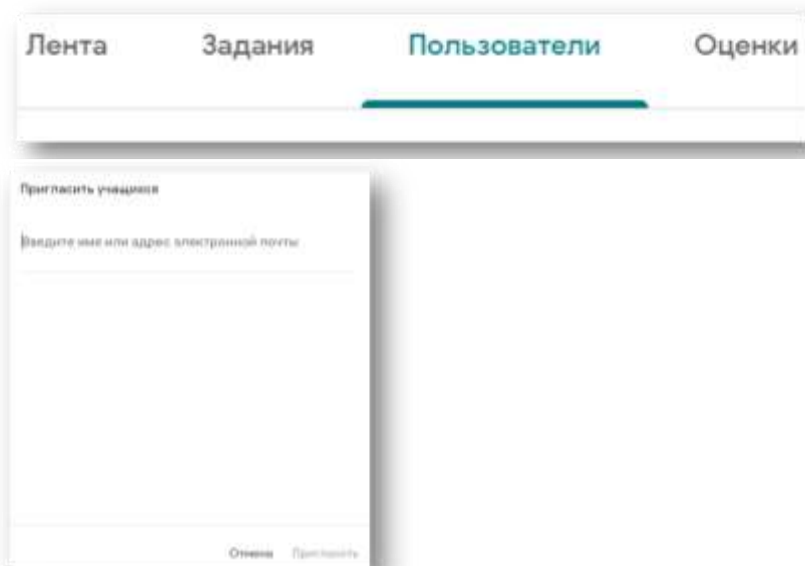 Лента Задания Пользователи Оценки
Пригласить учащихся
Введите имя или адрес электронной почты
Отмена Пригласить